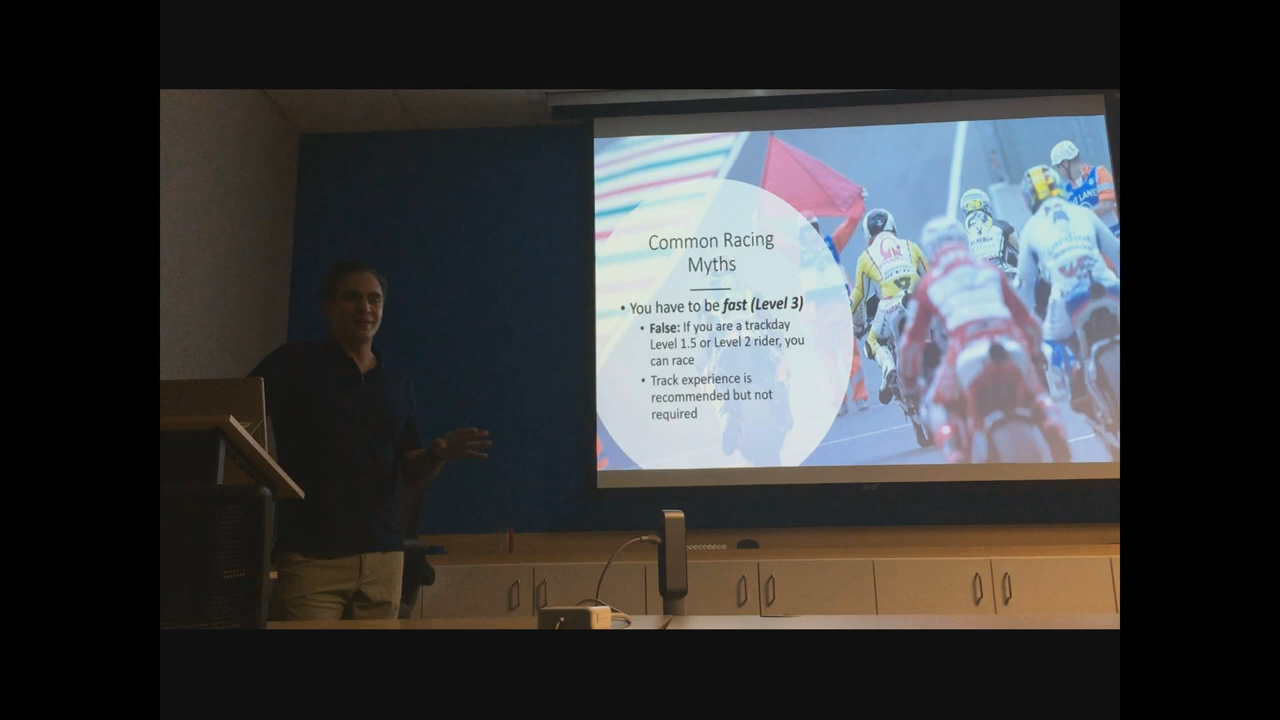 Common Racing
Myths
• You have to be fast (Level 3)
• False: If you are a trackday
Level 1.5 or Level 2 rider, you
can race
• Track experience is
recommended but not
required
LANE